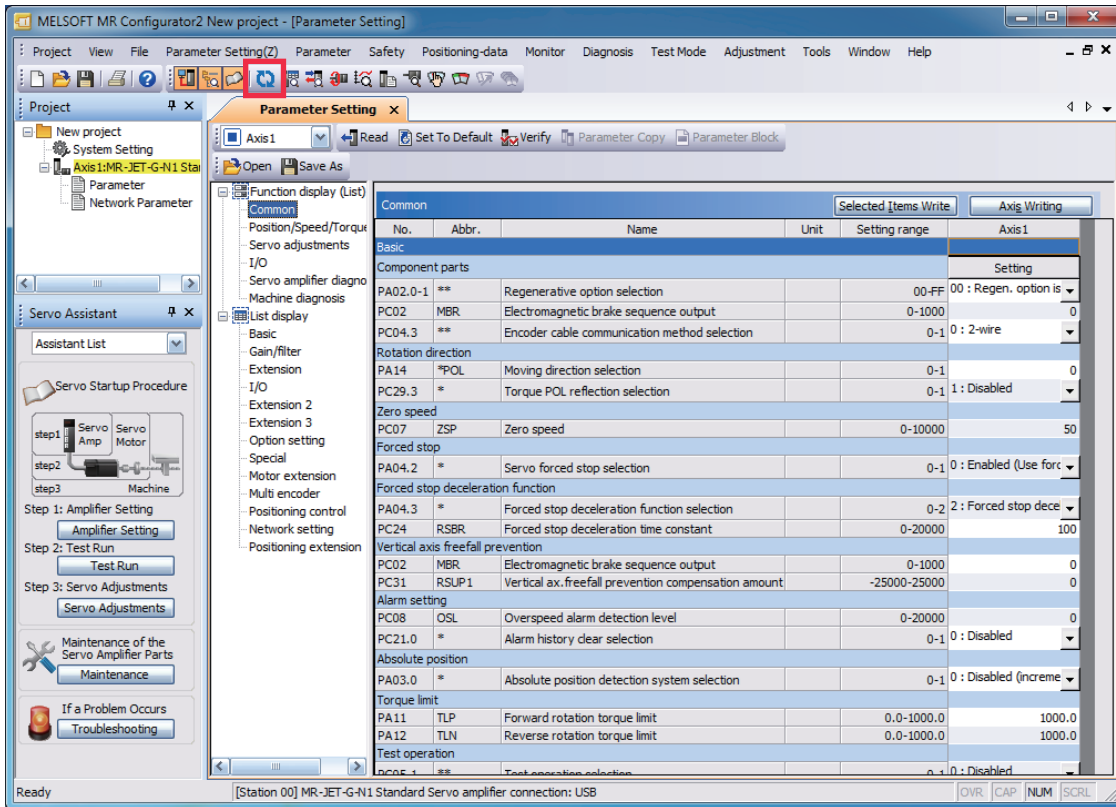 MELSOFT MR Configurator2 New project - [Parameter Setting]
Project View File Parameter Setting(Z) Parameter Safety Positioning-data Monitor Diagnosis Test Mode Adjustment Tools Window Help
Project
New project
System Setting
Axis1:MR-JET-G-N1 Sta
Parameter
Network Parameter
Servo Assistant
Assistant List
Servo Startup Procedure
step1 Servo Amp Servo Motor
step2
step3 Machine
Step 1: Amplifier Setting
Amplifier Setting
Step 2: Test Run
Test Run
Step 3: Servo Adjustments
Servo Adjustments
Maintenance of the
Servo Amplifier Parts
Maintenance
If a Problem Occurs
Troubleshooting
Parameter Setting
Axis1 Read Set To Default Verify Parameter Copy Parameter Block
Open Save As
Function display (List)
Common
Position/Speed/Torque
Servo adjustments
I/O
Servo amplifier diagno
Machine diagnosis
List display
Basic
Gain/filter
Extension
I/O
Extension 2
Extension 3
Option setting
Special
Motor extension
Multi encoder
Positioning control
Network setting
Positioning extension
Common Selected Items Write Axis Writing
No. Abbr. Name Unit Setting range Axis1
Basic
Component parts Setting
PA02.0-1 ** Regenerative option selection 00-FF 00 : Regen. option is
PC02 MBR Electromagnetic brake sequence output 0-1000 0
PC04.3 ** Encoder cable communication method selection 0-1 0 : 2-wire
Rotation direction
PA14 *POL Moving direction selection 0-1 0
PC29.3 * Torque POL reflection selection 0-1 1 : Disabled
Zero speed
PC07 ZSP Zero speed 0-10000 50
Forced stop
PA04.2 * Servo forced stop selection 0-1 0 : Enabled (Use forc
Forced stop deceleration function
PA04.3 * Forced stop deceleration function selection 0-2 2 : Forced stop dece
PC24 RSBR Forced stop deceleration time constant 0-20000 100
Vertical axis freefall prevention
PC02 MBR Electromagnetic brake sequence output 0-1000 0
PC31 RSUP1 Vertical ax.freefall prevention compensation amount -25000-25000 0
Alarm setting
PC08 OSL Overspeed alarm detection level 0-20000 0
PC21.0 * Alarm history clear selection 0-1 0 : Disabled
Absolute position
PA03.0 * Absolute position detection system selection 0-1 0 : Disabled (increme
Torque limit
PA11 TLP Forward rotation torque limit 0.0-1000.0 1000.0
PA12 TLN Reverse rotation torque limit 0.0-1000.0 1000.0
Test operation
PC05.1 ** Test operation selection 0-1 0 : Disabled
Ready [Station 00] MR-JET-G-N1 Standard Servo amplifier connection: USB OVR CAP NUM SCRL